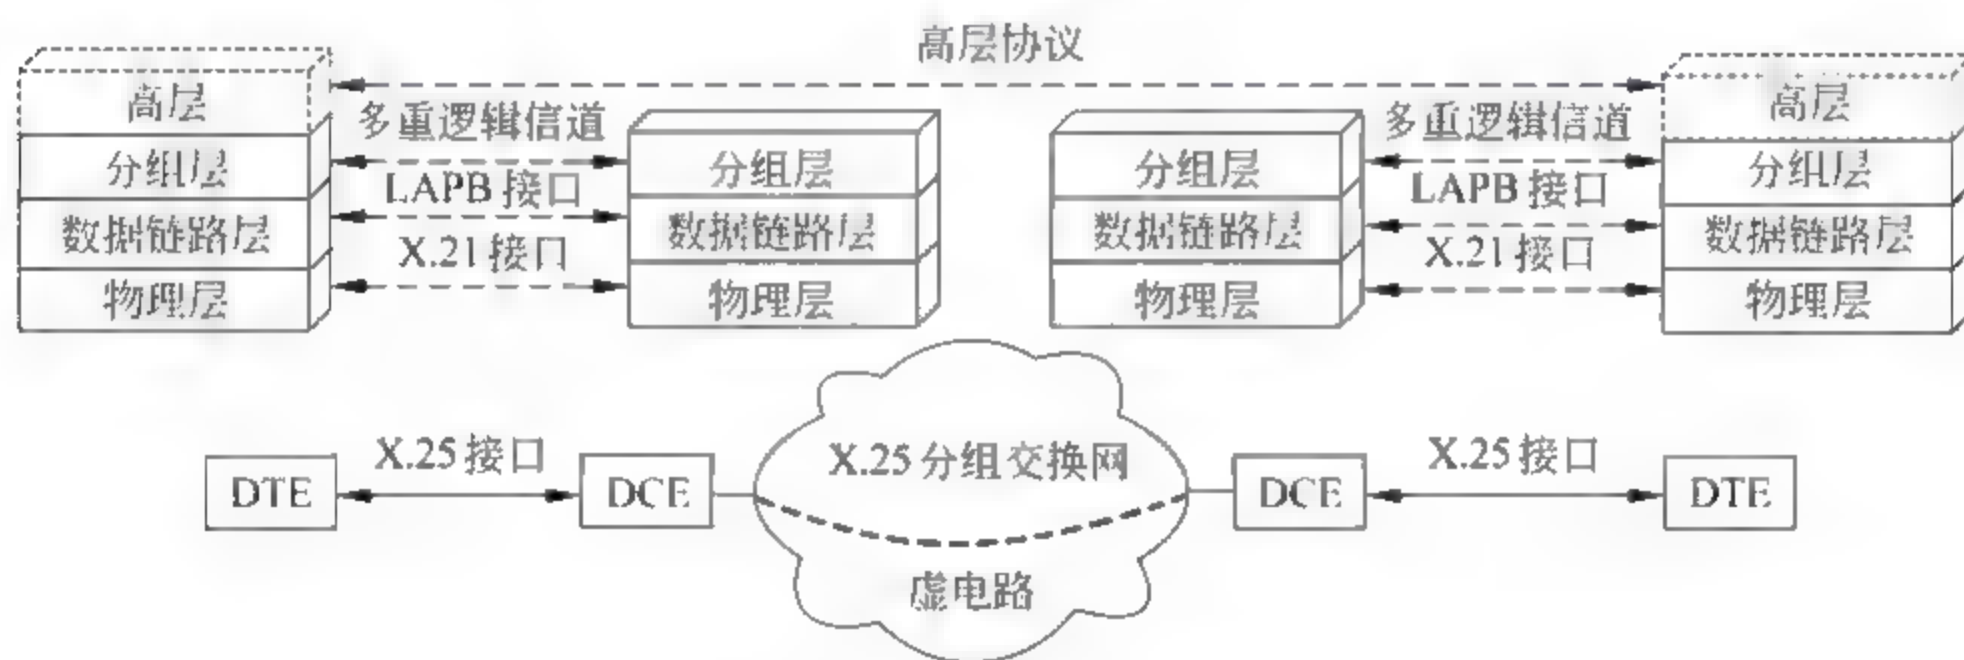 高层协议
高层
多重逻辑信道
多重逻辑信道
高层
分组层
分组层
分组层
分组层
LAPB 接口
LAPB 接口
数据链路层
数据链路层
数据链路层
数据链路层
X.21 接口
X.21 接口
物理层
物理层
物理层
物理层
X.25 接口
X.25 分组交换网
X.25 接口
DTE
DCE
DCE
DTE
虚电路